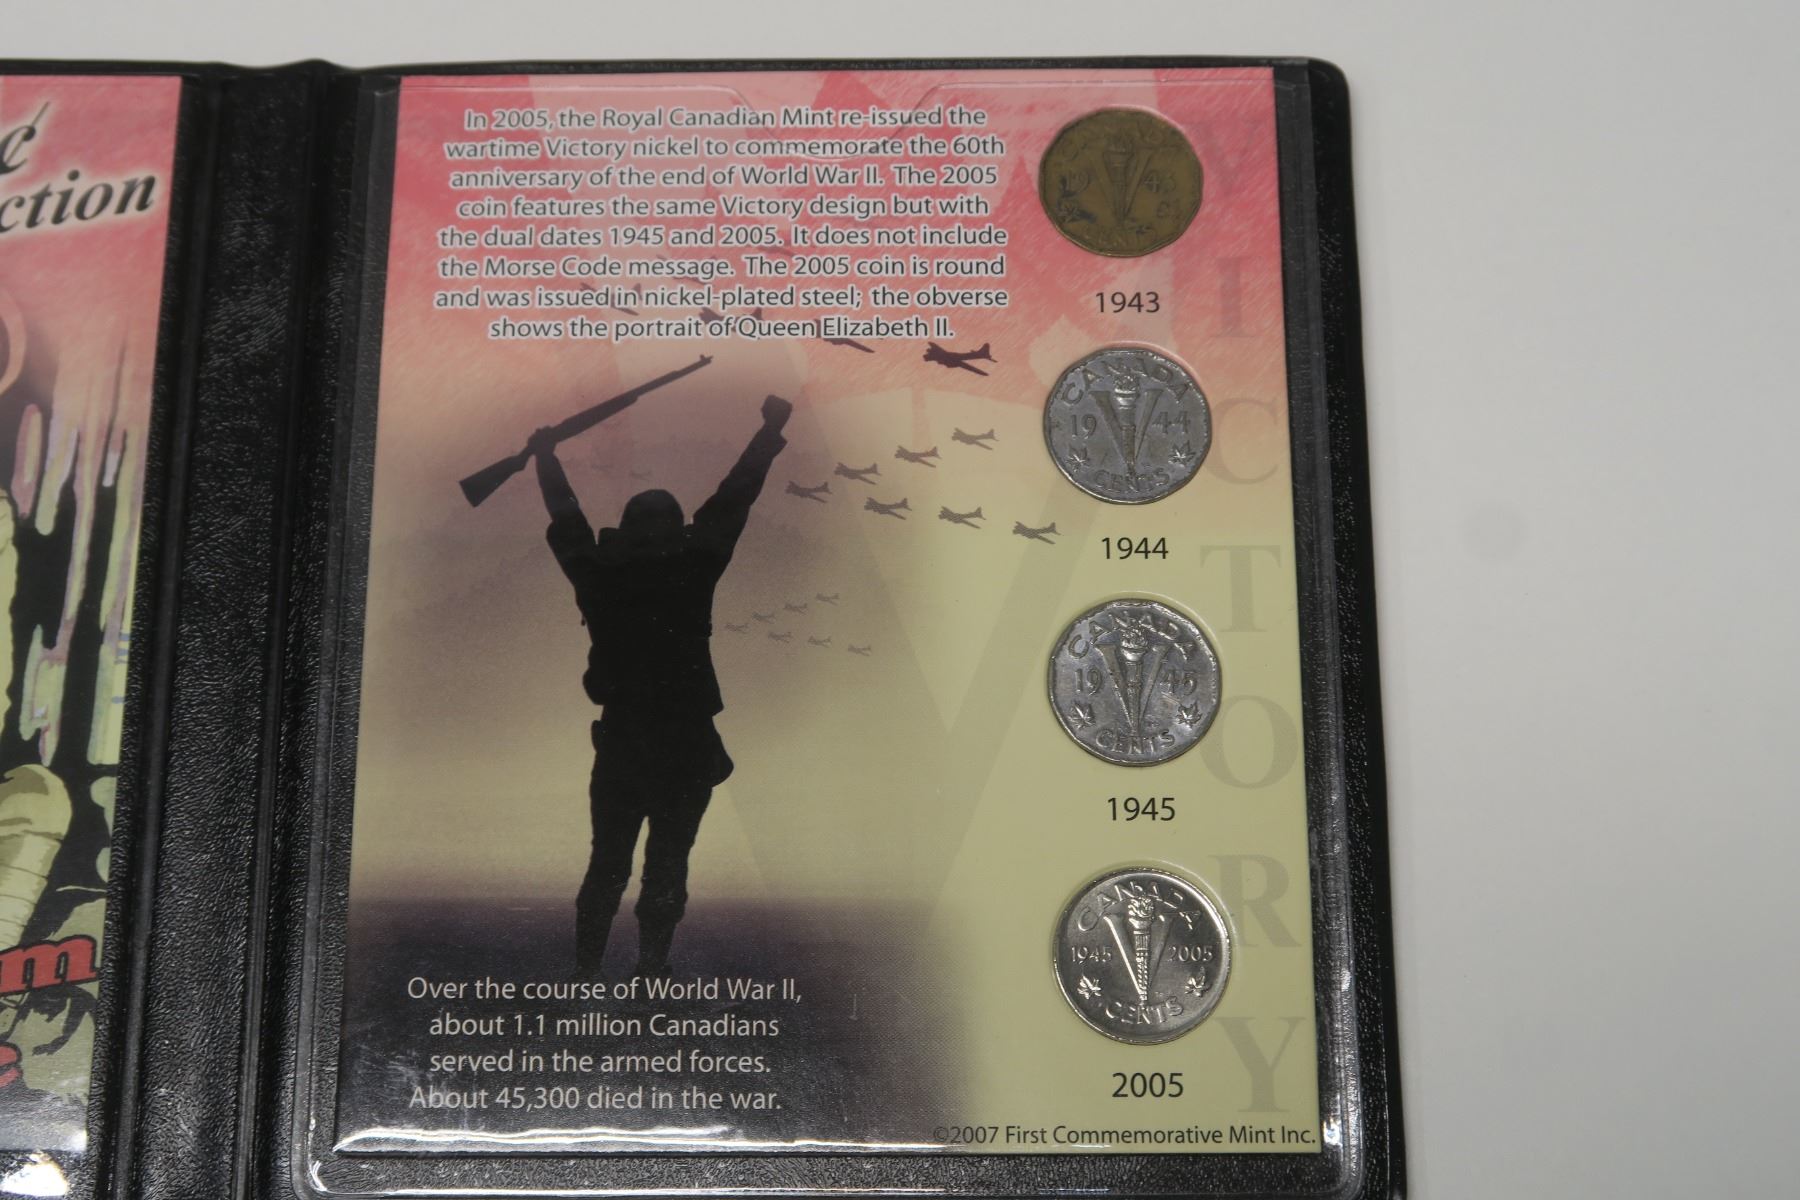 ¢
ction
m
e
In 2005, the Royal Canadian Mint re-issued the
wartime Victory nickel to commemorate the 60th
anniversary of the end of World War II. The 2005
coin features the same Victory design but with
the dual dates 1945 and 2005. It does not include
the Morse Code message. The 2005 coin is round
and was issued in nickel-plated steel; the obverse
shows the portrait of Queen Elizabeth II.
CANADA
19 43
CENTS
1943
CANADA
19 44
CENTS
1944
CANADA
19 45
CENTS
1945
CANADA
1945 2005
CENTS
2005
VICTORY
Over the course of World War II,
about 1.1 million Canadians
served in the armed forces.
About 45,300 died in the war.
©2007 First Commemorative Mint Inc.